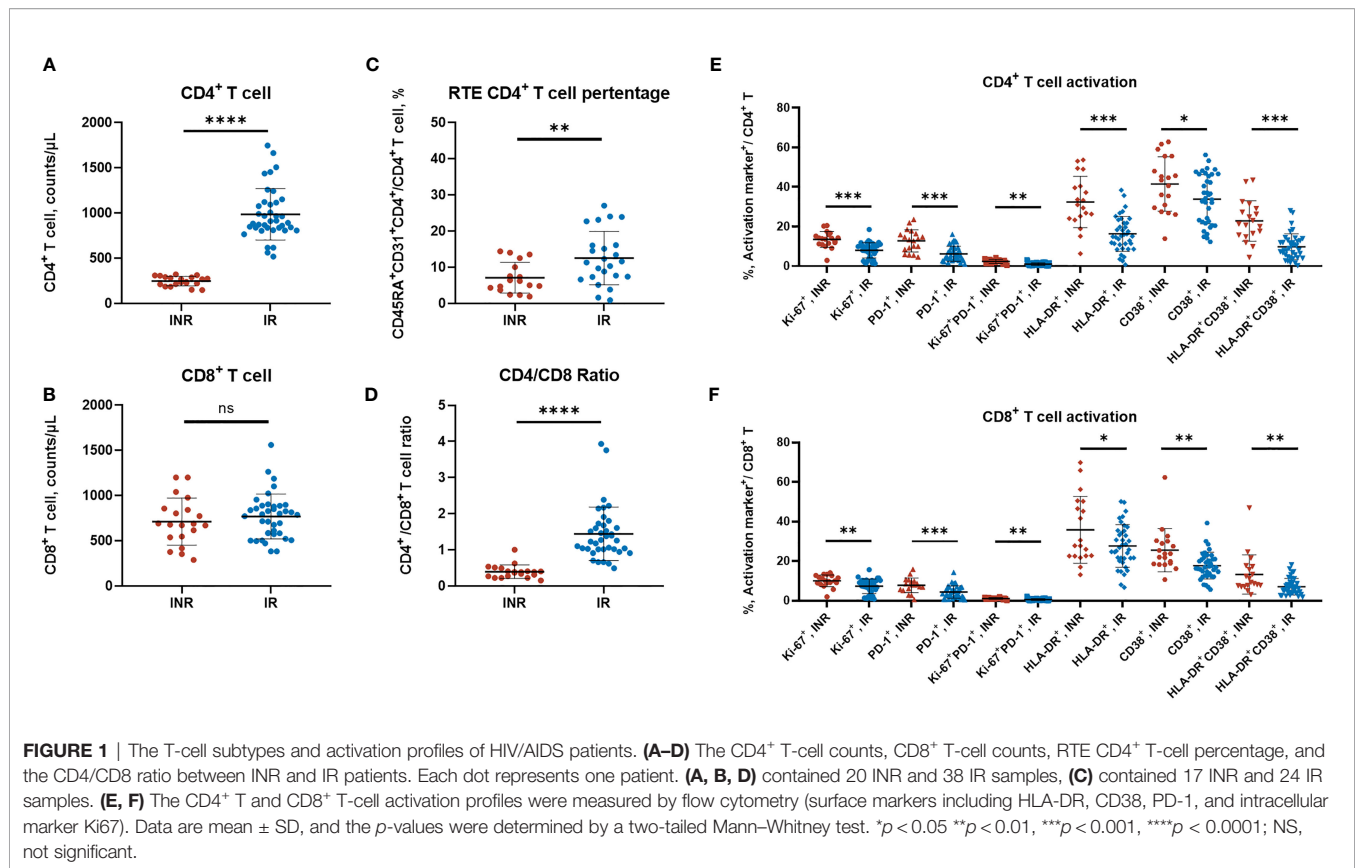 A
CD4⁺ T cell
CD4⁺ T cell, counts/μL
2000
1500
1000
500
0
****
INR
IR
C
RTE CD4⁺ T cell pertentage
CD45RA⁺CD31⁺CD4⁺/CD4⁺ T cell, %
50
40
30
20
10
0
**
INR
IR
B
CD8⁺ T cell
CD8⁺ T cell, counts/μL
2000
1500
1000
500
0
ns
INR
IR
D
CD4/CD8 Ratio
CD4⁺/CD8⁺ T cell ratio
5
4
3
2
1
0
****
INR
IR
E
CD4⁺ T cell activation
%, Activation marker⁺/ CD4⁺ T
80
60
40
20
0
*** *** ** *** * ***
Ki-67⁺, INR
Ki-67⁺, IR
PD-1⁺, INR
PD-1⁺, IR
Ki-67⁺PD-1⁺, INR
Ki-67⁺PD-1⁺, IR
HLA-DR⁺, INR
HLA-DR⁺, IR
CD38⁺, INR
CD38⁺, IR
HLA-DR⁺CD38⁺, INR
HLA-DR⁺CD38⁺, IR
F
CD8⁺ T cell activation
%, Activation marker⁺/ CD8⁺ T
80
60
40
20
0
** *** ** * ** **
Ki-67⁺, INR
Ki-67⁺, IR
PD-1⁺, INR
PD-1⁺, IR
Ki-67⁺PD-1⁺, INR
Ki-67⁺PD-1⁺, IR
HLA-DR⁺, INR
HLA-DR⁺, IR
CD38⁺, INR
CD38⁺, IR
HLA-DR⁺CD38⁺, INR
HLA-DR⁺CD38⁺, IR
FIGURE 1 | The T-cell subtypes and activation profiles of HIV/AIDS patients. (A–D) The CD4⁺ T-cell counts, CD8⁺ T-cell counts, RTE CD4⁺ T-cell percentage, and
the CD4/CD8 ratio between INR and IR patients. Each dot represents one patient. (A, B, D) contained 20 INR and 38 IR samples, (C) contained 17 INR and 24 IR
samples. (E, F) The CD4⁺ T and CD8⁺ T-cell activation profiles were measured by flow cytometry (surface markers including HLA-DR, CD38, PD-1, and intracellular
marker Ki67). Data are mean ± SD, and the p-values were determined by a two-tailed Mann–Whitney test. *p < 0.05 **p < 0.01, ***p < 0.001, ****p < 0.0001; NS,
not significant.